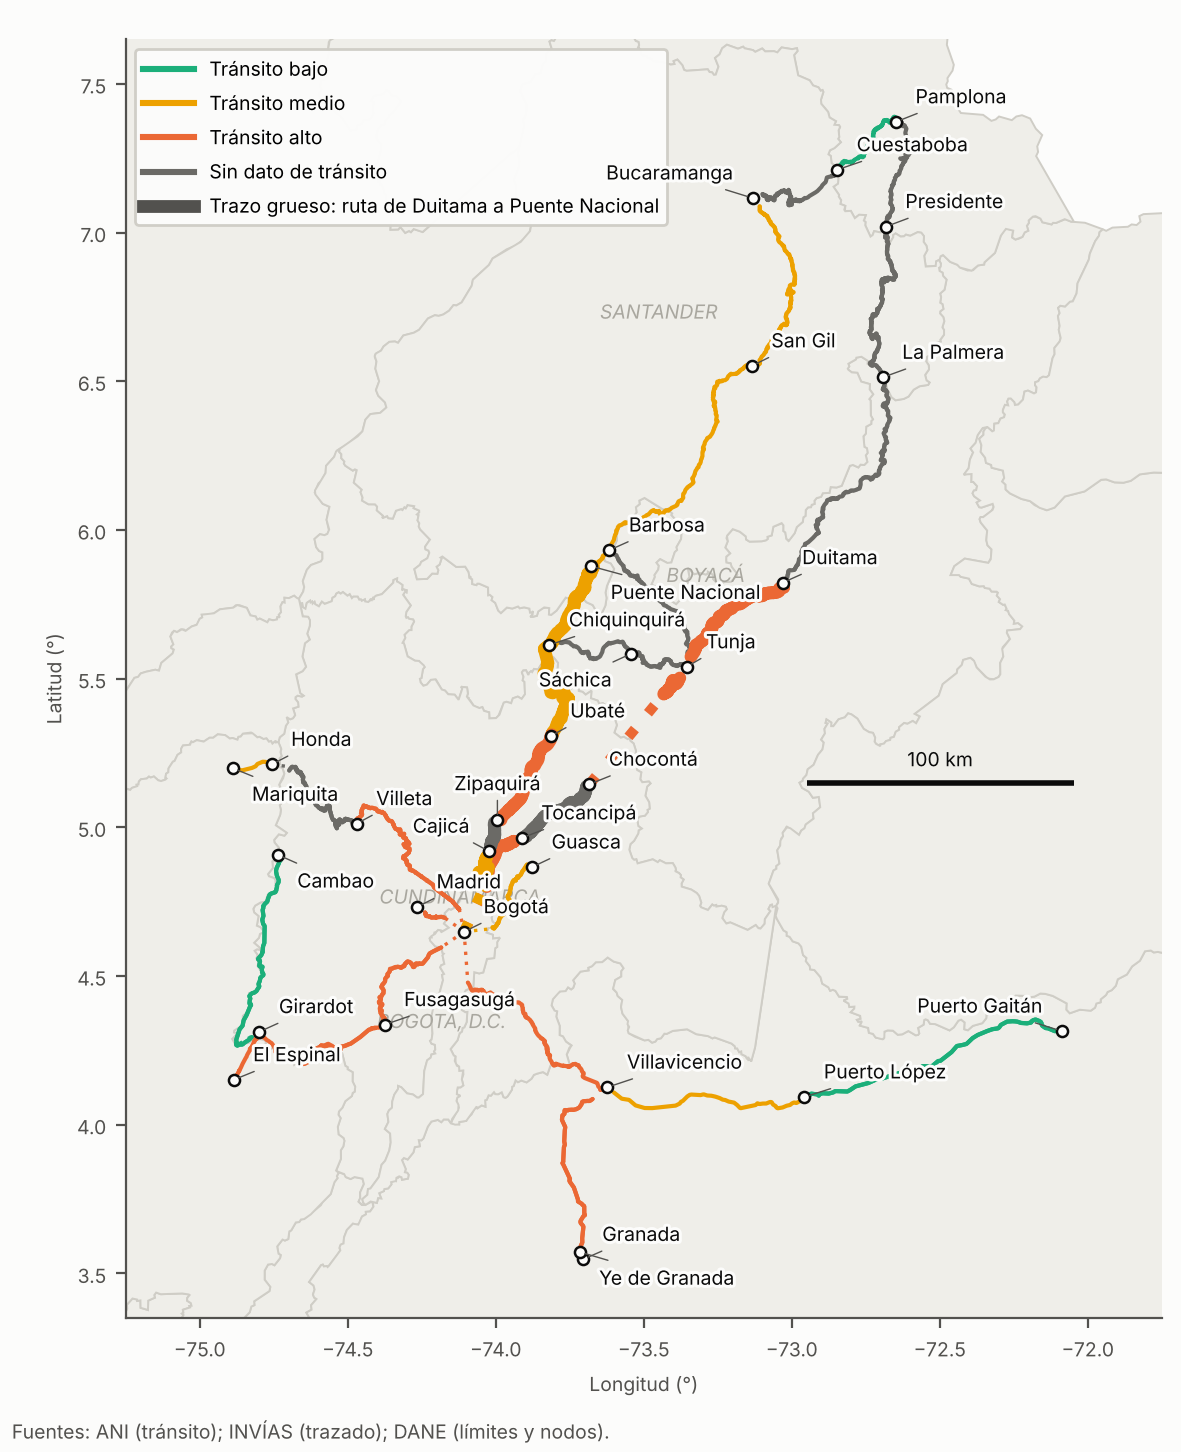 Tránsito bajo
Tránsito medio
Tránsito alto
Sin dato de tránsito
Trazo grueso: ruta de Duitama a Puente Nacional
7.5
7.0
6.5
6.0
5.5
5.0
4.5
4.0
3.5
Latitud (°)
Pamplona
Cuestaboba
Bucaramanga
Presidente
SANTANDER
San Gil
La Palmera
Barbosa
Duitama
BOYACÁ
Puente Nacional
Chiquinquirá
Tunja
Sáchica
Ubaté
Honda
Chocontá
100 km
Zipaquirá
Mariquita
Villeta
Tocancipá
Cajicá
Guasca
Cambao
Madrid
CUNDINAMARCA
Bogotá
Fusagasugá
Girardot
Puerto Gaitán
BOGOTÁ, D.C.
El Espinal
Villavicencio
Puerto López
Granada
Ye de Granada
−75.0
−74.5
−74.0
−73.5
−73.0
−72.5
−72.0
Longitud (°)
Fuentes: ANI (tránsito); INVÍAS (trazado); DANE (límites y nodos).